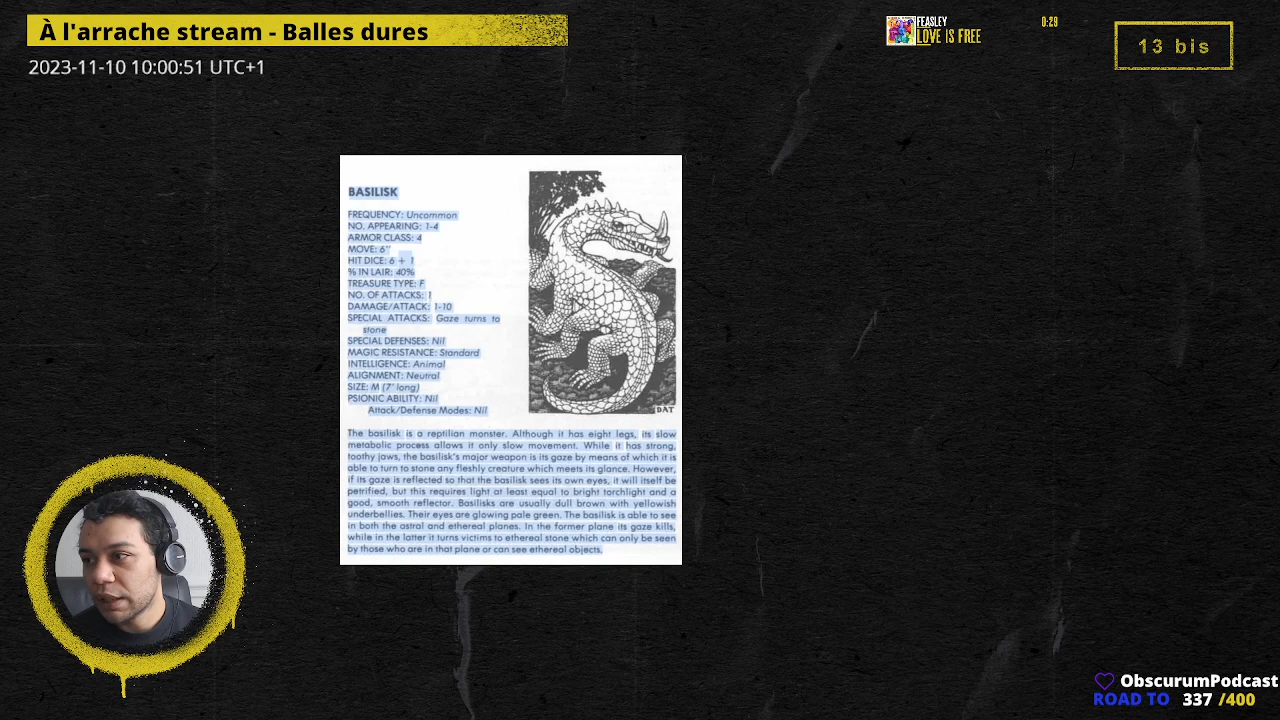 À l'arrache stream - Balles dures
2023-11-10 10:00:51 UTC+1
FEASLEY
LOVE IS FREE
0:29
13 bis
BASILISK
FREQUENCY: Uncommon
NO. APPEARING: 1-4
ARMOR CLASS: 4
MOVE: 6"
HIT DICE: 6 + 1
% IN LAIR: 40%
TREASURE TYPE: F
NO. OF ATTACKS: 1
DAMAGE/ATTACK: 1-10
SPECIAL ATTACKS: Gaze turns to
stone
SPECIAL DEFENSES: Nil
MAGIC RESISTANCE: Standard
INTELLIGENCE: Animal
ALIGNMENT: Neutral
SIZE: M (7' long)
PSIONIC ABILITY: Nil
Attack/Defense Modes: Nil
DAT
The basilisk is a reptilian monster. Although it has eight legs, its slow
metabolic process allows it only slow movement. While it has strong,
toothy jaws, the basilisk's major weapon is its gaze by means of which it is
able to turn to stone any fleshly creature which meets its glance. However,
if its gaze is reflected so that the basilisk sees its own eyes, it will itself be
petrified, but this requires light at least equal to bright torchlight and a
good, smooth reflector. Basilisks are usually dull brown with yellowish
underbellies. Their eyes are glowing pale green. The basilisk is able to see
in both the astral and ethereal planes. In the former plane its gaze kills,
while in the latter it turns victims to ethereal stone which can only be seen
by those who are in that plane or can see ethereal objects.
ObscurumPodcast
ROAD TO 337 /400